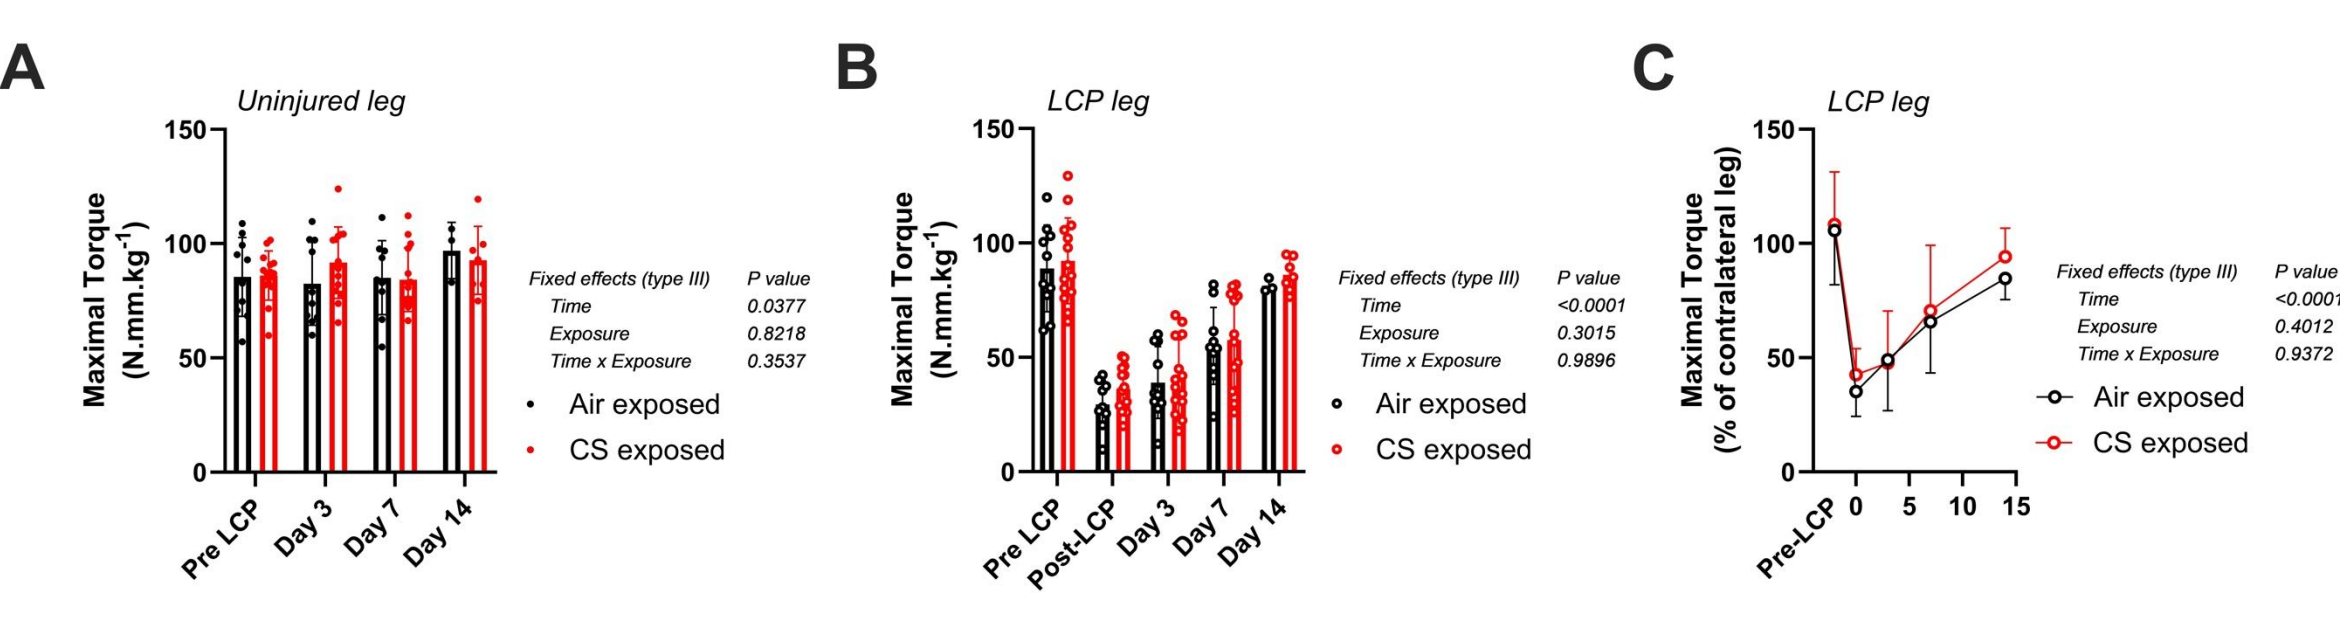 A
Uninjured leg
Maximal Torque
(N.mm.kg⁻¹)
150
100
50
0
Pre LCP
Day 3
Day 7
Day 14
Fixed effects (type III) P value
Time 0.0377
Exposure 0.8218
Time x Exposure 0.3537
Air exposed
CS exposed
B
LCP leg
Maximal Torque
(N.mm.kg⁻¹)
150
100
50
0
Pre LCP
Post-LCP
Day 3
Day 7
Day 14
Fixed effects (type III) P value
Time <0.0001
Exposure 0.3015
Time x Exposure 0.9896
Air exposed
CS exposed
C
LCP leg
Maximal Torque
(% of contralateral leg)
150
100
50
0
Pre-LCP
0 5 10 15
Fixed effects (type III) P value
Time <0.0001
Exposure 0.4012
Time x Exposure 0.9372
Air exposed
CS exposed